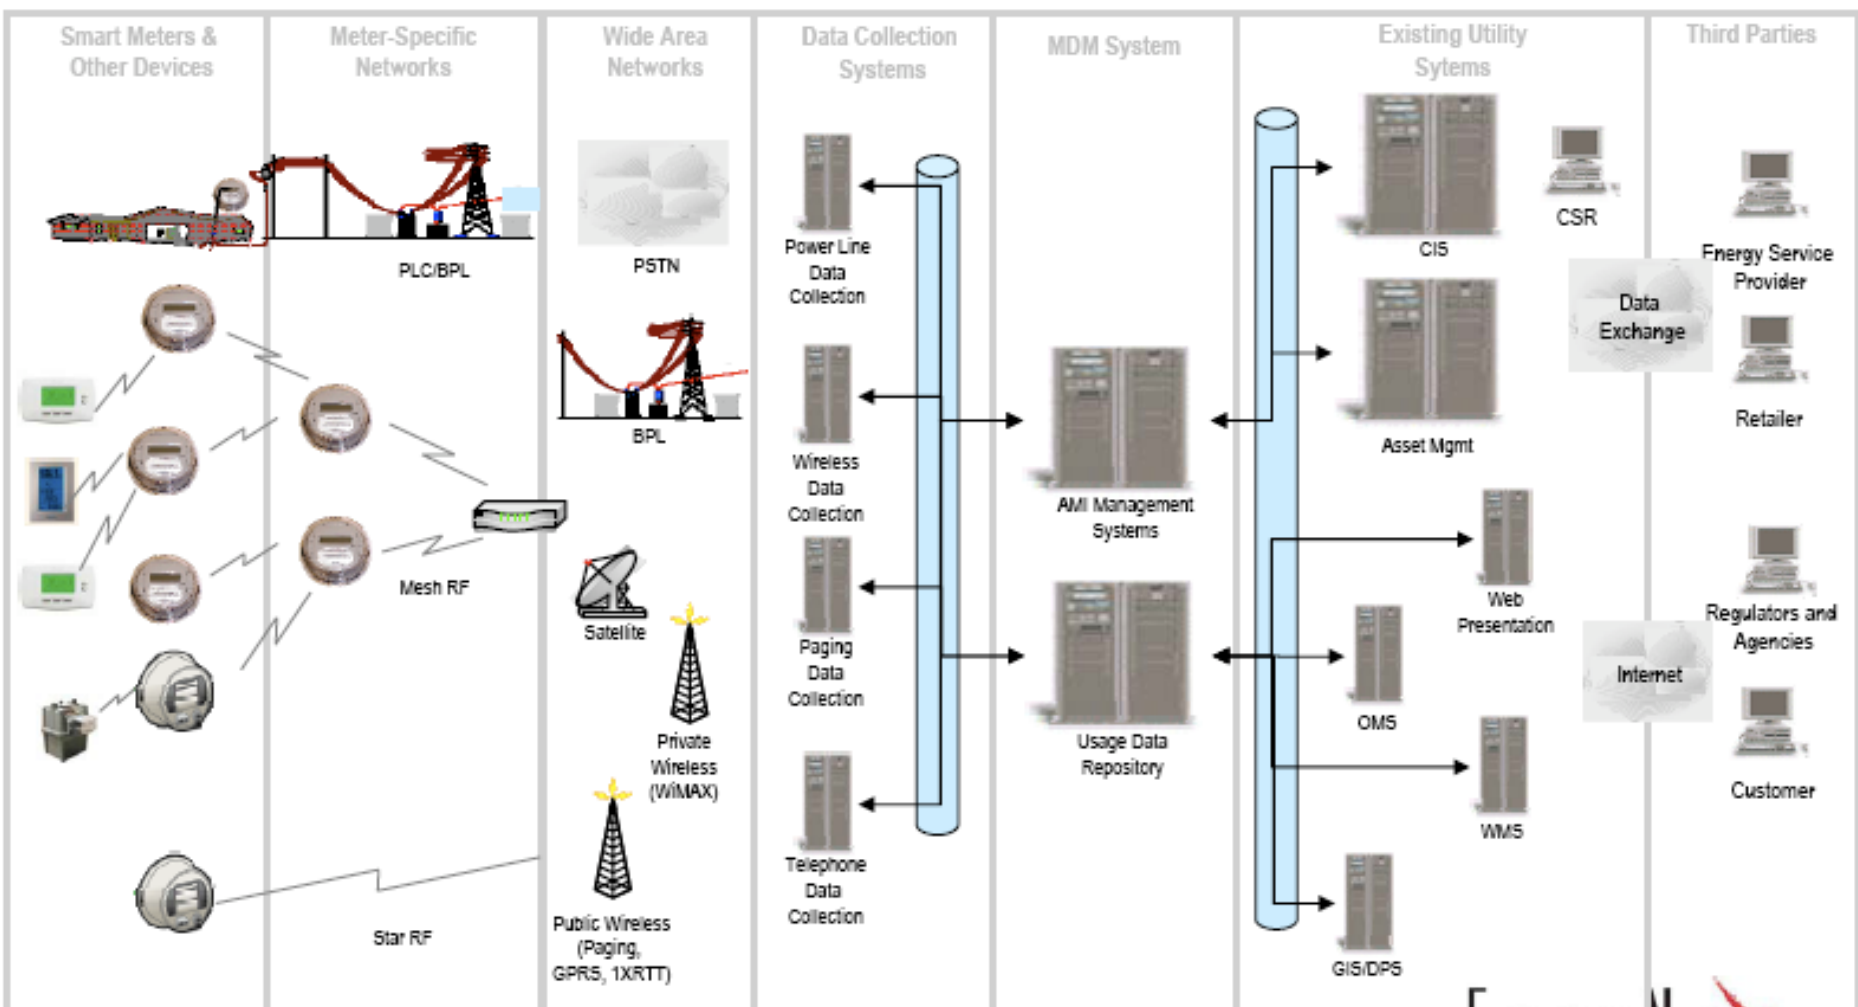 Smart Meters &
Other Devices
Meter-Specific
Networks
Wide Area
Networks
Data Collection
Systems
MDM System
Existing Utility
Sytems
Third Parties
PLC/BPL
Mesh RF
Star RF
PSTN
BPL
Satellite
Private
Wireless
(WiMAX)
Public Wireless
(Paging,
GPRS, 1XRTT)
Power Line
Data
Collection
Wireless
Data
Collection
Paging
Data
Collection
Telephone
Data
Collection
AMI Management
Systems
Usage Data
Repository
CIS
CSR
Asset Mgmt
Web
Presentation
OMS
WMS
GIS/DPS
Data
Exchange
Internet
Energy Service
Provider
Retailer
Regulators and
Agencies
Customer